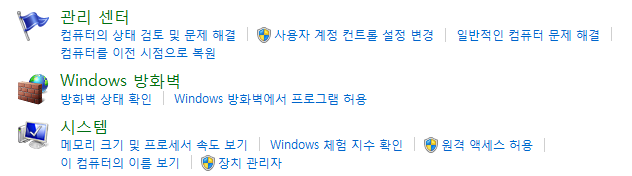 관리 센터
컴퓨터의 상태 검토 및 문제 해결 사용자 계정 컨트롤 설정 변경 일반적인 컴퓨터 문제 해결
컴퓨터를 이전 시점으로 복원
Windows 방화벽
방화벽 상태 확인 Windows 방화벽에서 프로그램 허용
시스템
메모리 크기 및 프로세서 속도 보기 Windows 체험 지수 확인 원격 액세스 허용
이 컴퓨터의 이름 보기 장치 관리자